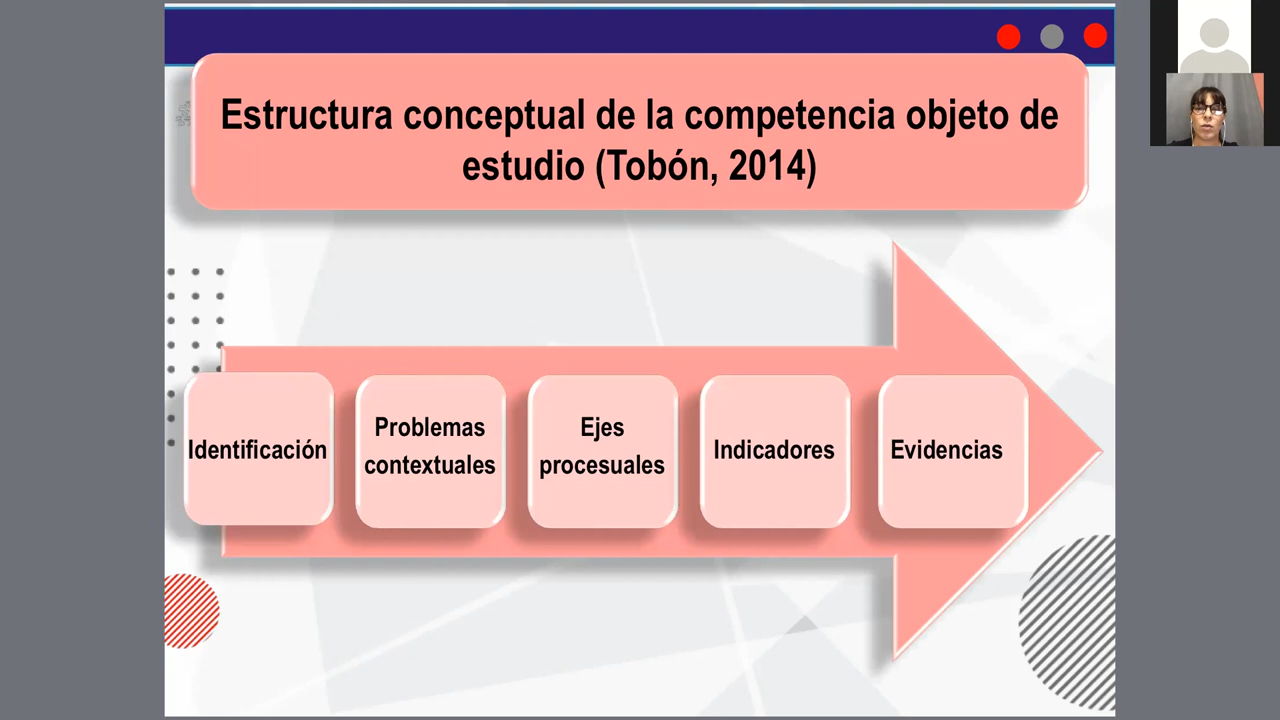 Estructura conceptual de la competencia objeto de
estudio (Tobón, 2014)
Identificación
Problemas
contextuales
Ejes
procesuales
Indicadores
Evidencias